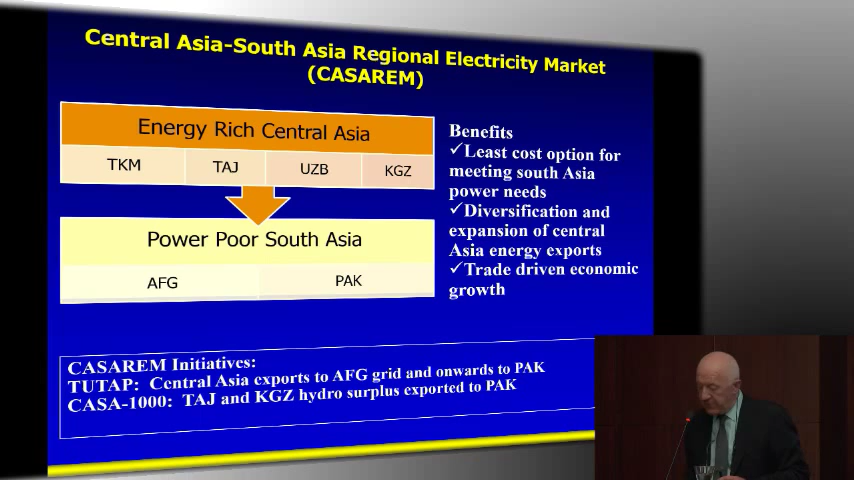 Central Asia-South Asia Regional Electricity Market
(CASAREM)
Energy Rich Central Asia
TKM TAJ UZB KGZ
Power Poor South Asia
AFG PAK
Benefits
✓Least cost option for
meeting south Asia
power needs
✓Diversification and
expansion of central
Asia energy exports
✓Trade driven economic
growth
CASAREM Initiatives:
TUTAP: Central Asia exports to AFG grid and onwards to PAK
CASA-1000: TAJ and KGZ hydro surplus exported to PAK